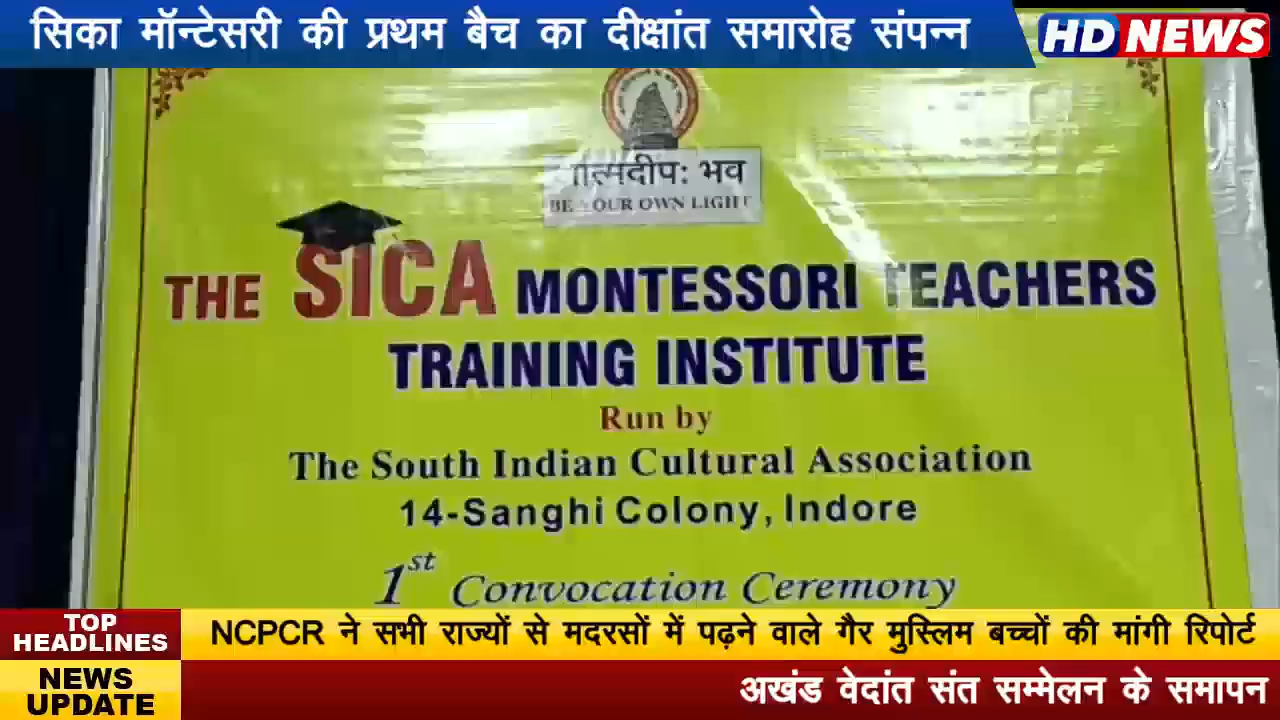 सिका मॉन्टेसरी की प्रथम बैच का दीक्षांत समारोह संपन्न
HD NEWS
भव
BE YOUR OWN LIGHT
THE SICA MONTESSORI TEACHERS
TRAINING INSTITUTE
Run by
The South Indian Cultural Association
14-Sanghi Colony, Indore
1st Convocation Ceremony
TOP
HEADLINES
NCPCR ने सभी राज्यों से मदरसों में पढ़ने वाले गैर मुस्लिम बच्चों की मांगी रिपोर्ट
NEWS
UPDATE
अखंड वेदांत संत सम्मेलन के समापन